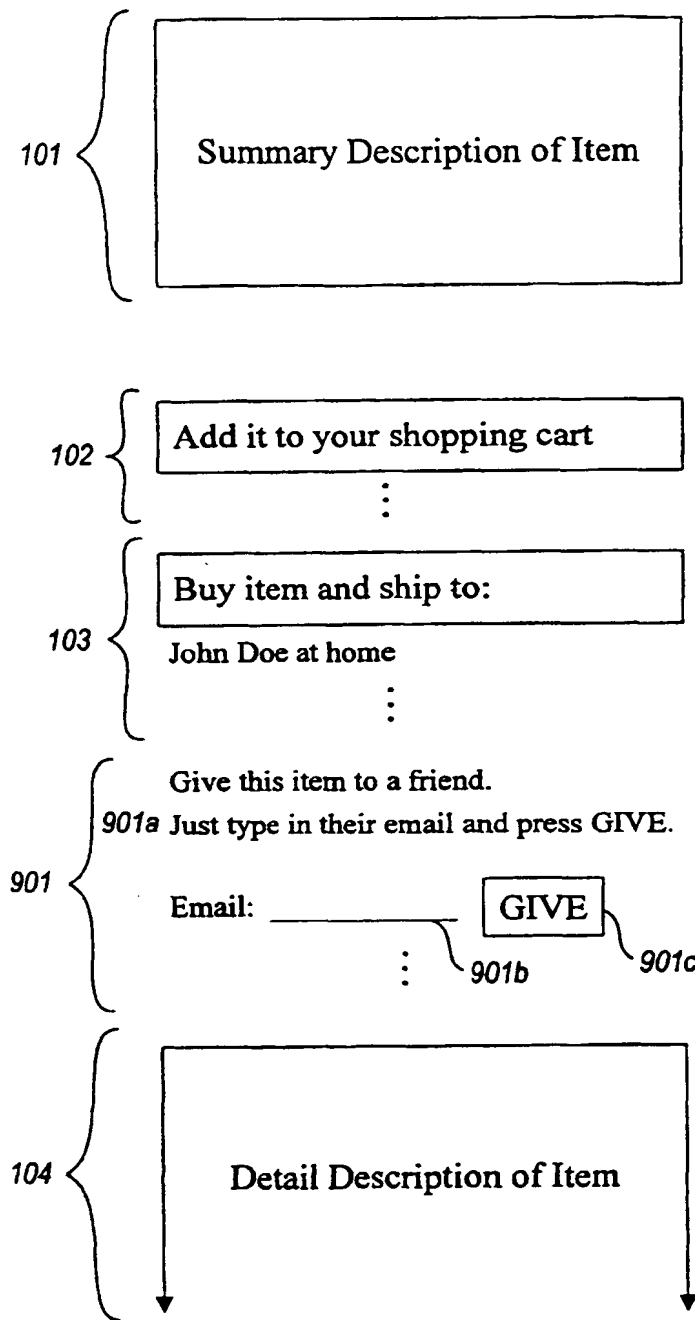 101
Summary Description of Item
102
Add it to your shopping cart
103
Buy item and ship to:
John Doe at home
901
Give this item to a friend.
901a Just type in their email and press GIVE.
Email: GIVE
901b
901c
104
Detail Description of Item